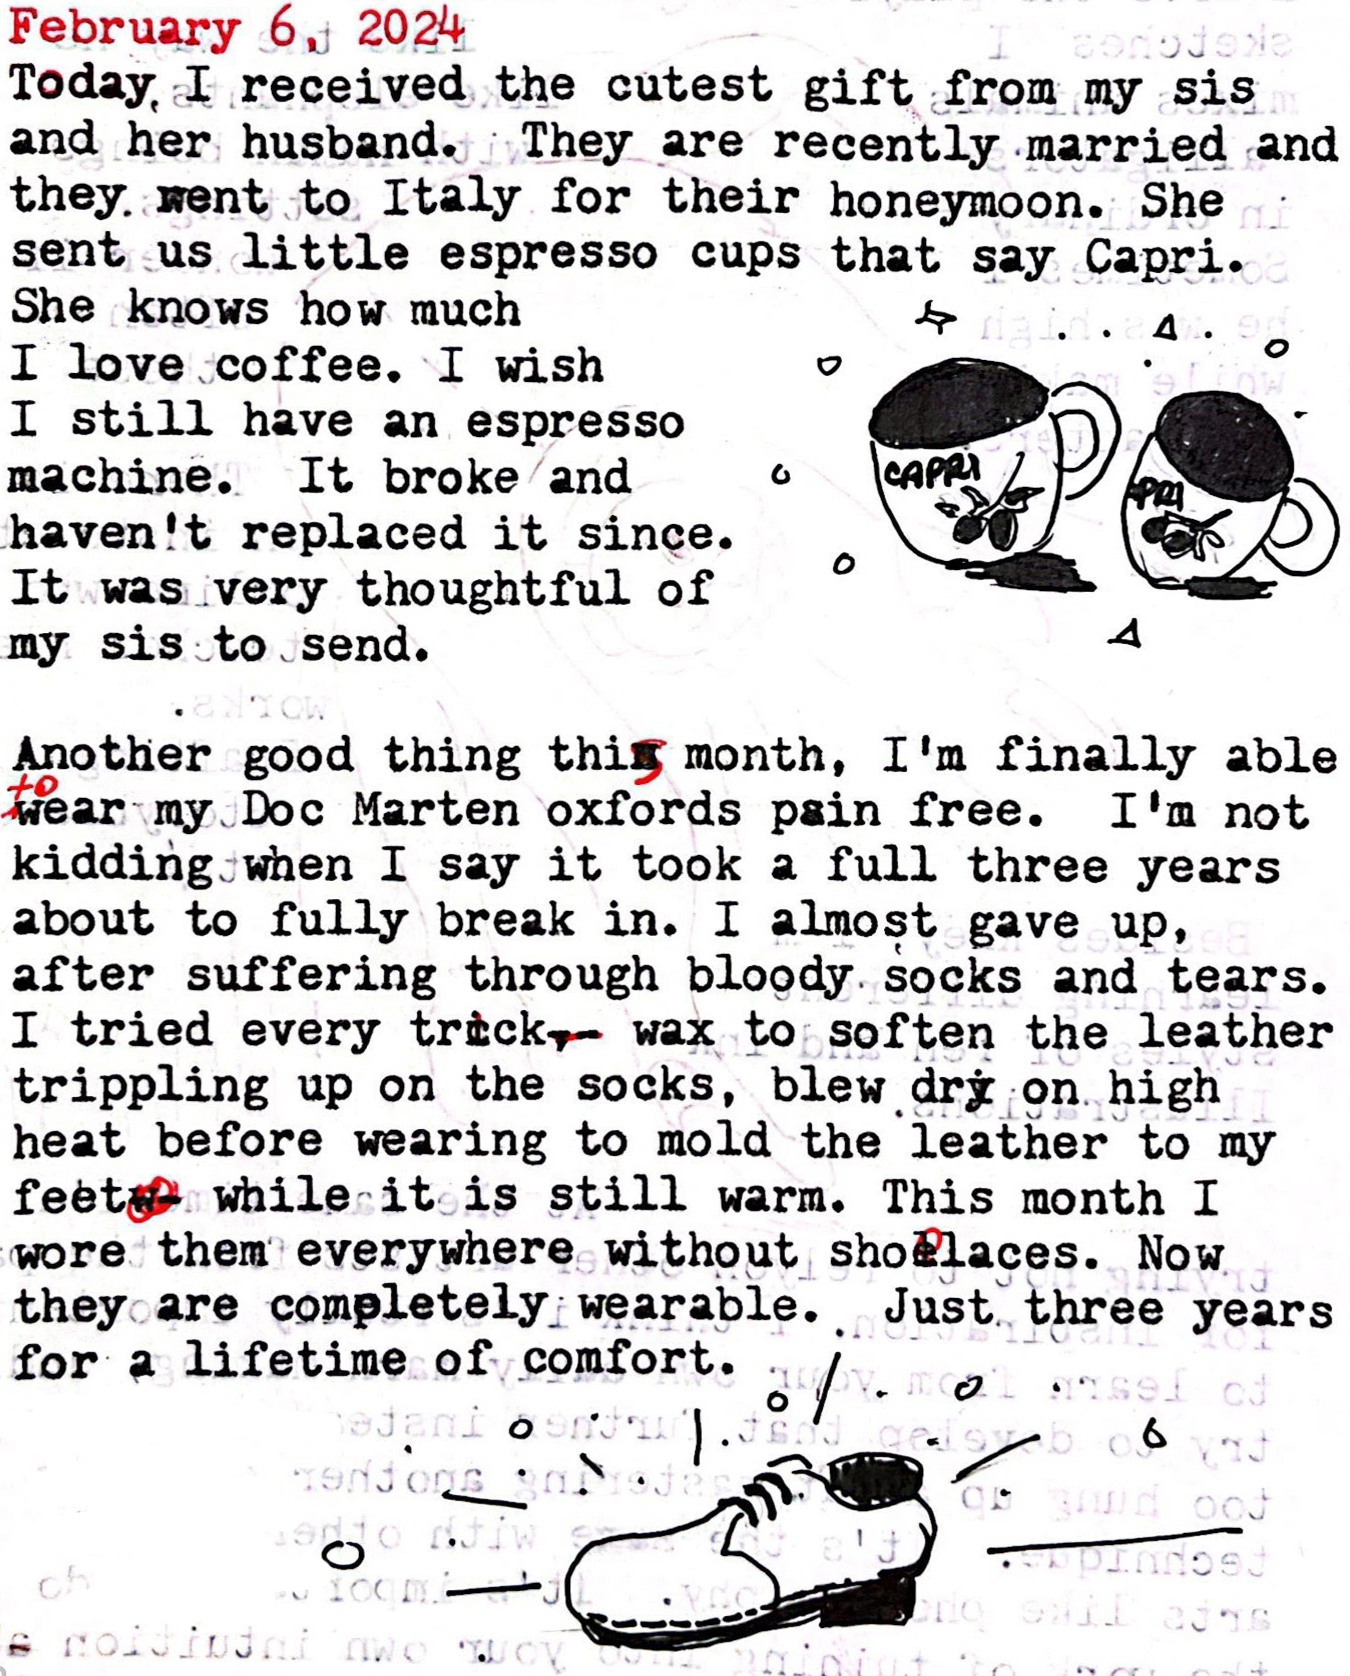 February 6, 2024
Today, I received the cutest gift from my sis
and her husband. They are recently married and
they went to Italy for their honeymoon. She
sent us little espresso cups that say Capri.
She knows how much
I love coffee. I wish
I still have an espresso
machine. It broke and
haven't replaced it since.
It was very thoughtful of
my sis to send.
CAPRI
PRI
Another good thing this month, I'm finally able
to
wear my Doc Marten oxfords pain free. I'm not
kidding when I say it took a full three years
about to fully break in. I almost gave up,
after suffering through bloody socks and tears.
I tried every trick-- wax to soften the leather
trippling up on the socks, blew dry on high
heat before wearing to mold the leather to my
feet while it is still warm. This month I
wore them everywhere without shoelaces. Now
they are completely wearable. Just three years
for a lifetime of comfort.